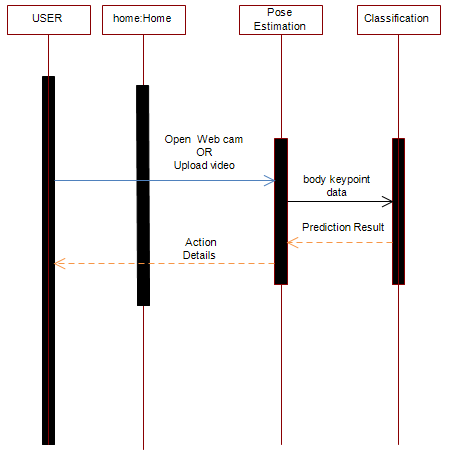 USER
home:Home
Pose
Estimation
Classification
Open  Web cam
OR
Upload video
body keypoint
data
Prediction Result
Action
Details